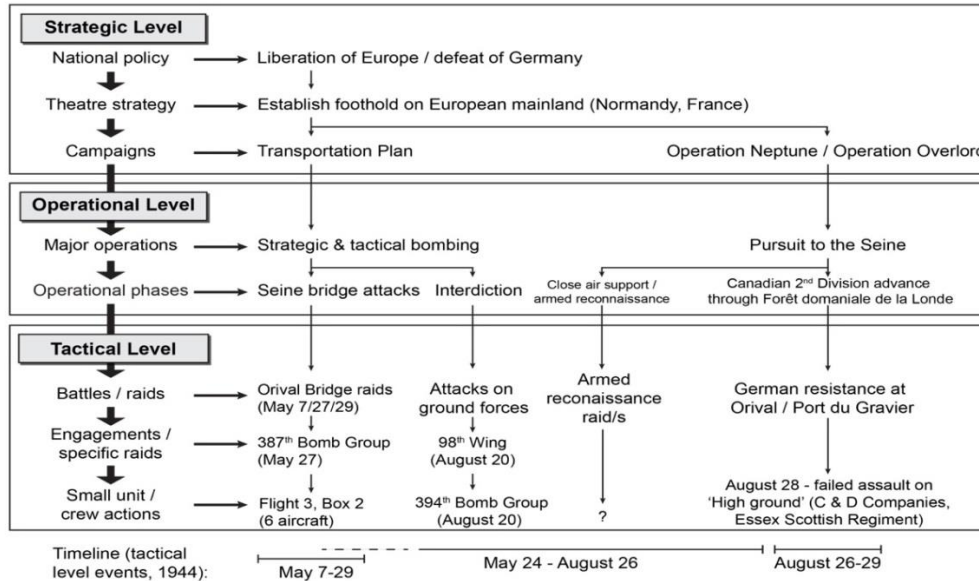 Strategic Level
National policy
Liberation of Europe / defeat of Germany
Theatre strategy
Establish foothold on European mainland (Normandy, France)
Campaigns
Transportation Plan
Operation Neptune / Operation Overlord
Operational Level
Major operations
Strategic & tactical bombing
Pursuit to the Seine
Operational phases
Seine bridge attacks
Interdiction
Close air support /
armed reconnaissance
Canadian 2nd Division advance
through Forêt domaniale de la Londe
Tactical Level
Battles / raids
Orival Bridge raids
(May 7/27/29)
Attacks on
ground forces
Armed
reconaissance
raid/s
German resistance at
Orival / Port du Gravier
Engagements /
specific raids
387th Bomb Group
(May 27)
98th Wing
(August 20)
Small unit /
crew actions
Flight 3, Box 2
(6 aircraft)
394th Bomb Group
(August 20)
?
August 28 - failed assault on
‘High ground’ (C & D Companies,
Essex Scottish Regiment)
Timeline (tactical
level events, 1944):
May 7-29
May 24 - August 26
August 26-29